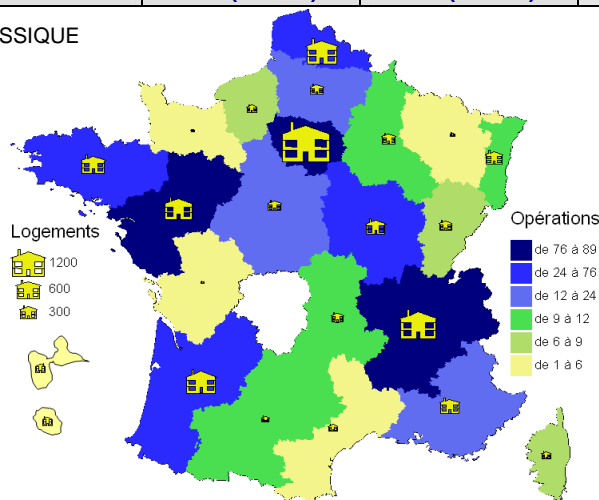 SSIQUE
Logements
1200
600
300
Opérations
de 76 à 89
de 24 à 76
de 12 à 24
de 9 à 12
de 6 à 9
de 1 à 6